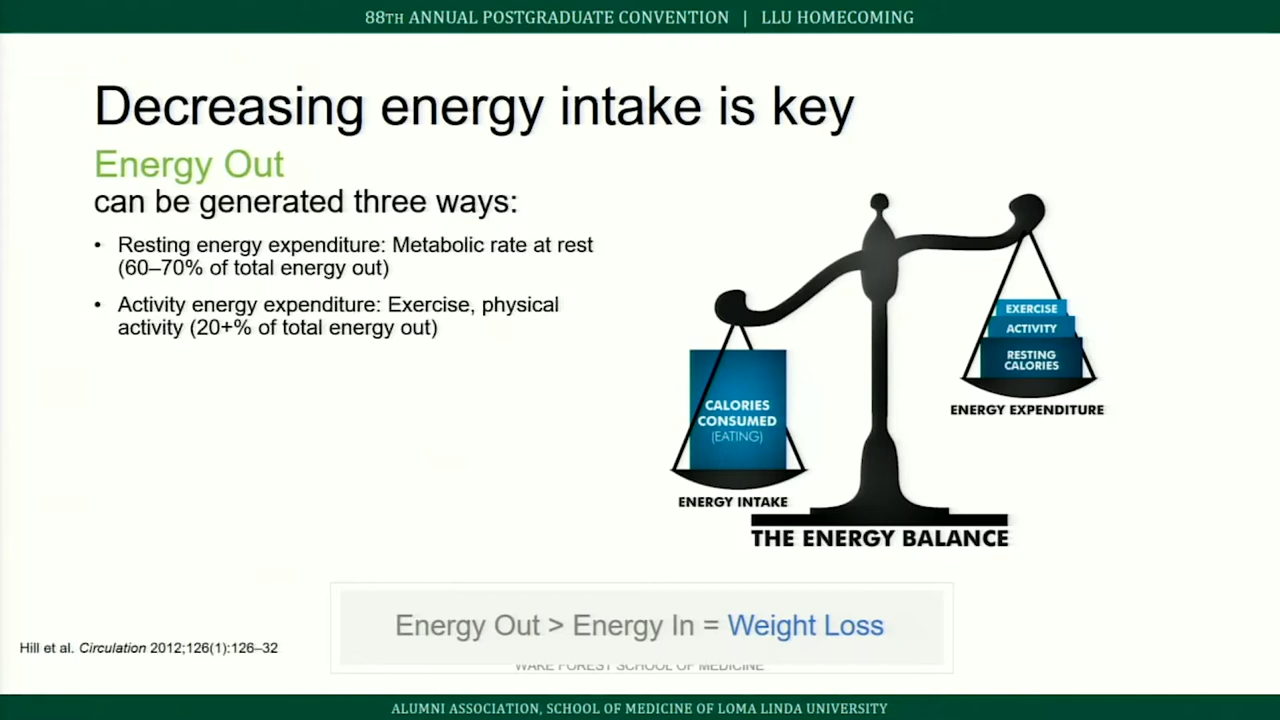 88TH ANNUAL POSTGRADUATE CONVENTION | LLU HOMECOMING
Decreasing energy intake is key
Energy Out
can be generated three ways:
• Resting energy expenditure: Metabolic rate at rest
(60–70% of total energy out)
• Activity energy expenditure: Exercise, physical
activity (20+% of total energy out)
CALORIES
CONSUMED
(EATING)
ENERGY INTAKE
EXERCISE
ACTIVITY
RESTING
CALORIES
ENERGY EXPENDITURE
THE ENERGY BALANCE
Energy Out > Energy In = Weight Loss
Hill et al. Circulation 2012;126(1):126–32
WAKE FOREST SCHOOL OF MEDICINE
ALUMNI ASSOCIATION, SCHOOL OF MEDICINE OF LOMA LINDA UNIVERSITY